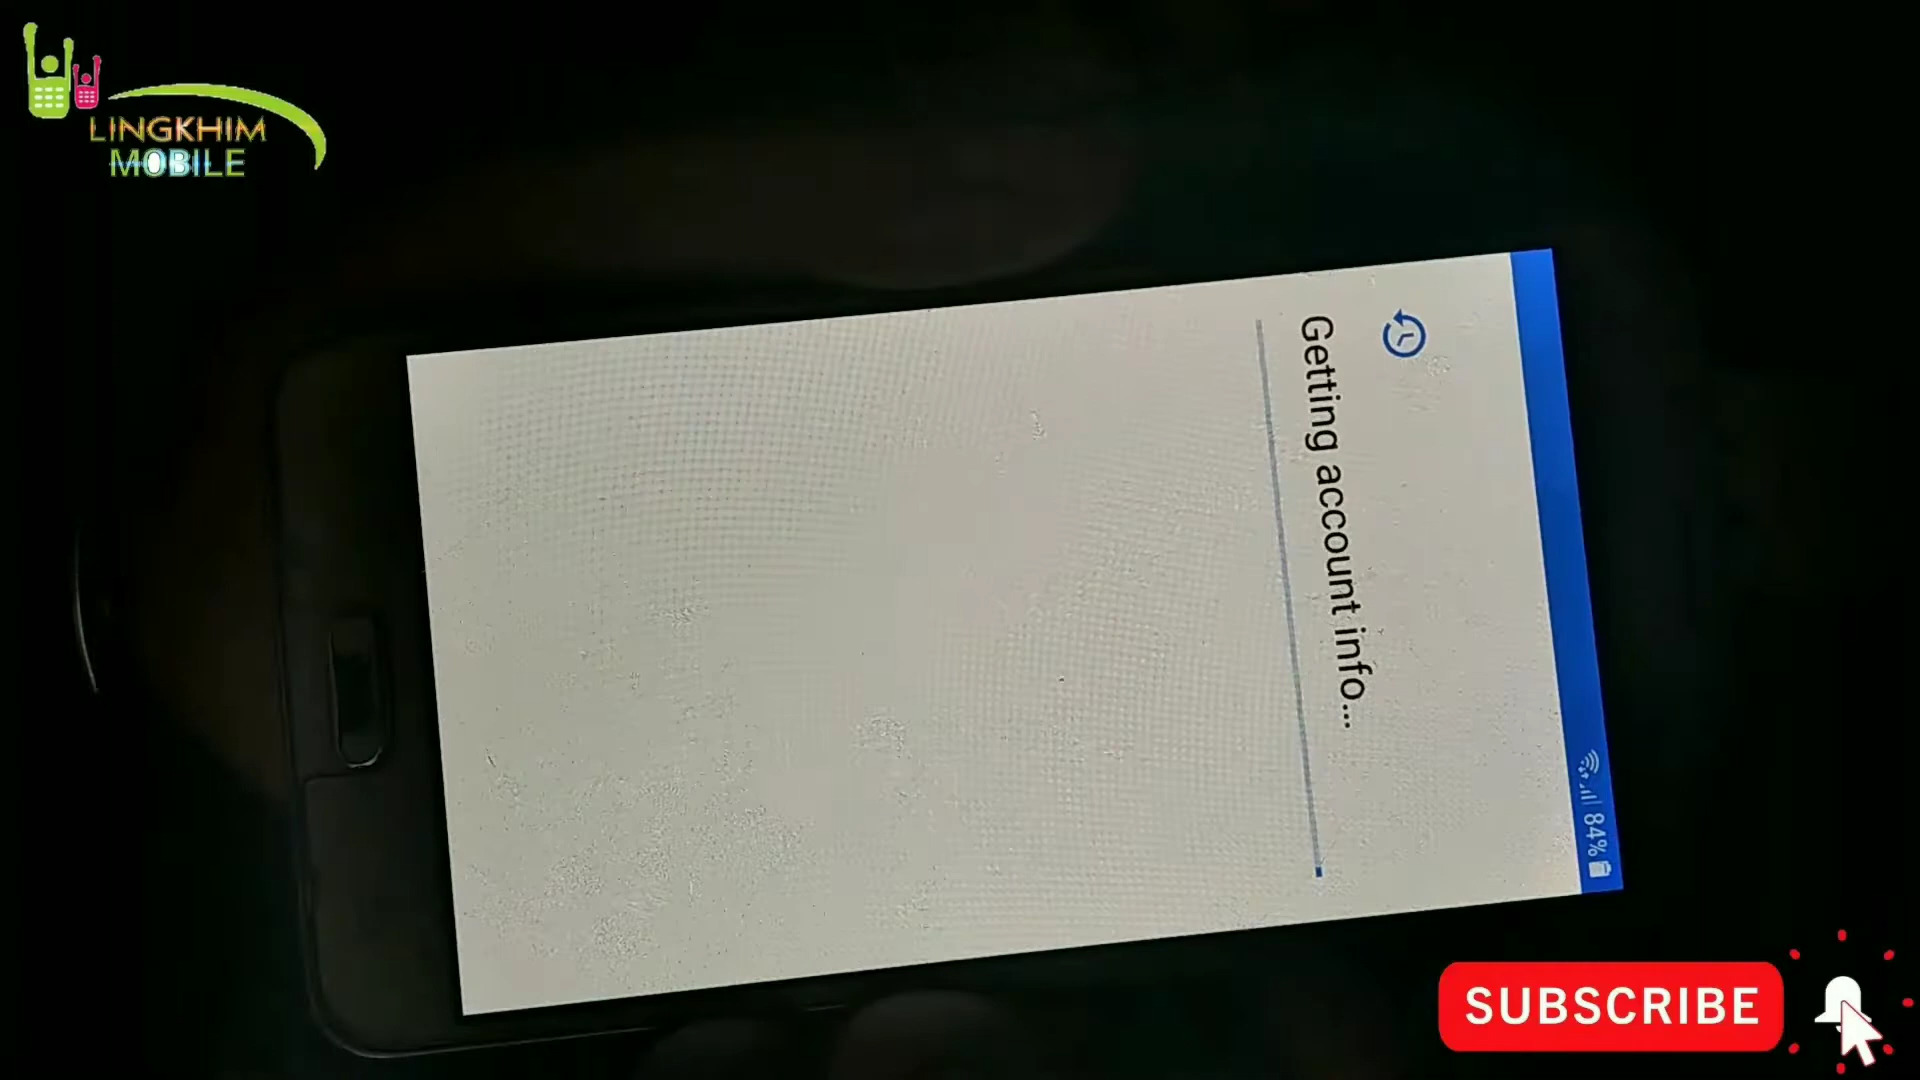 LINGKHIM
MOBILE
84%
Getting account info...
SUBSCRIBE